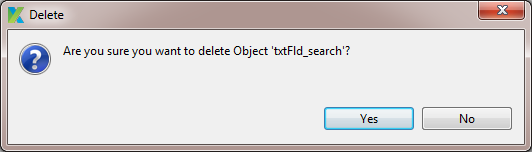 Delete
Are you sure you want to delete Object 'txtFld_search'?
Yes No